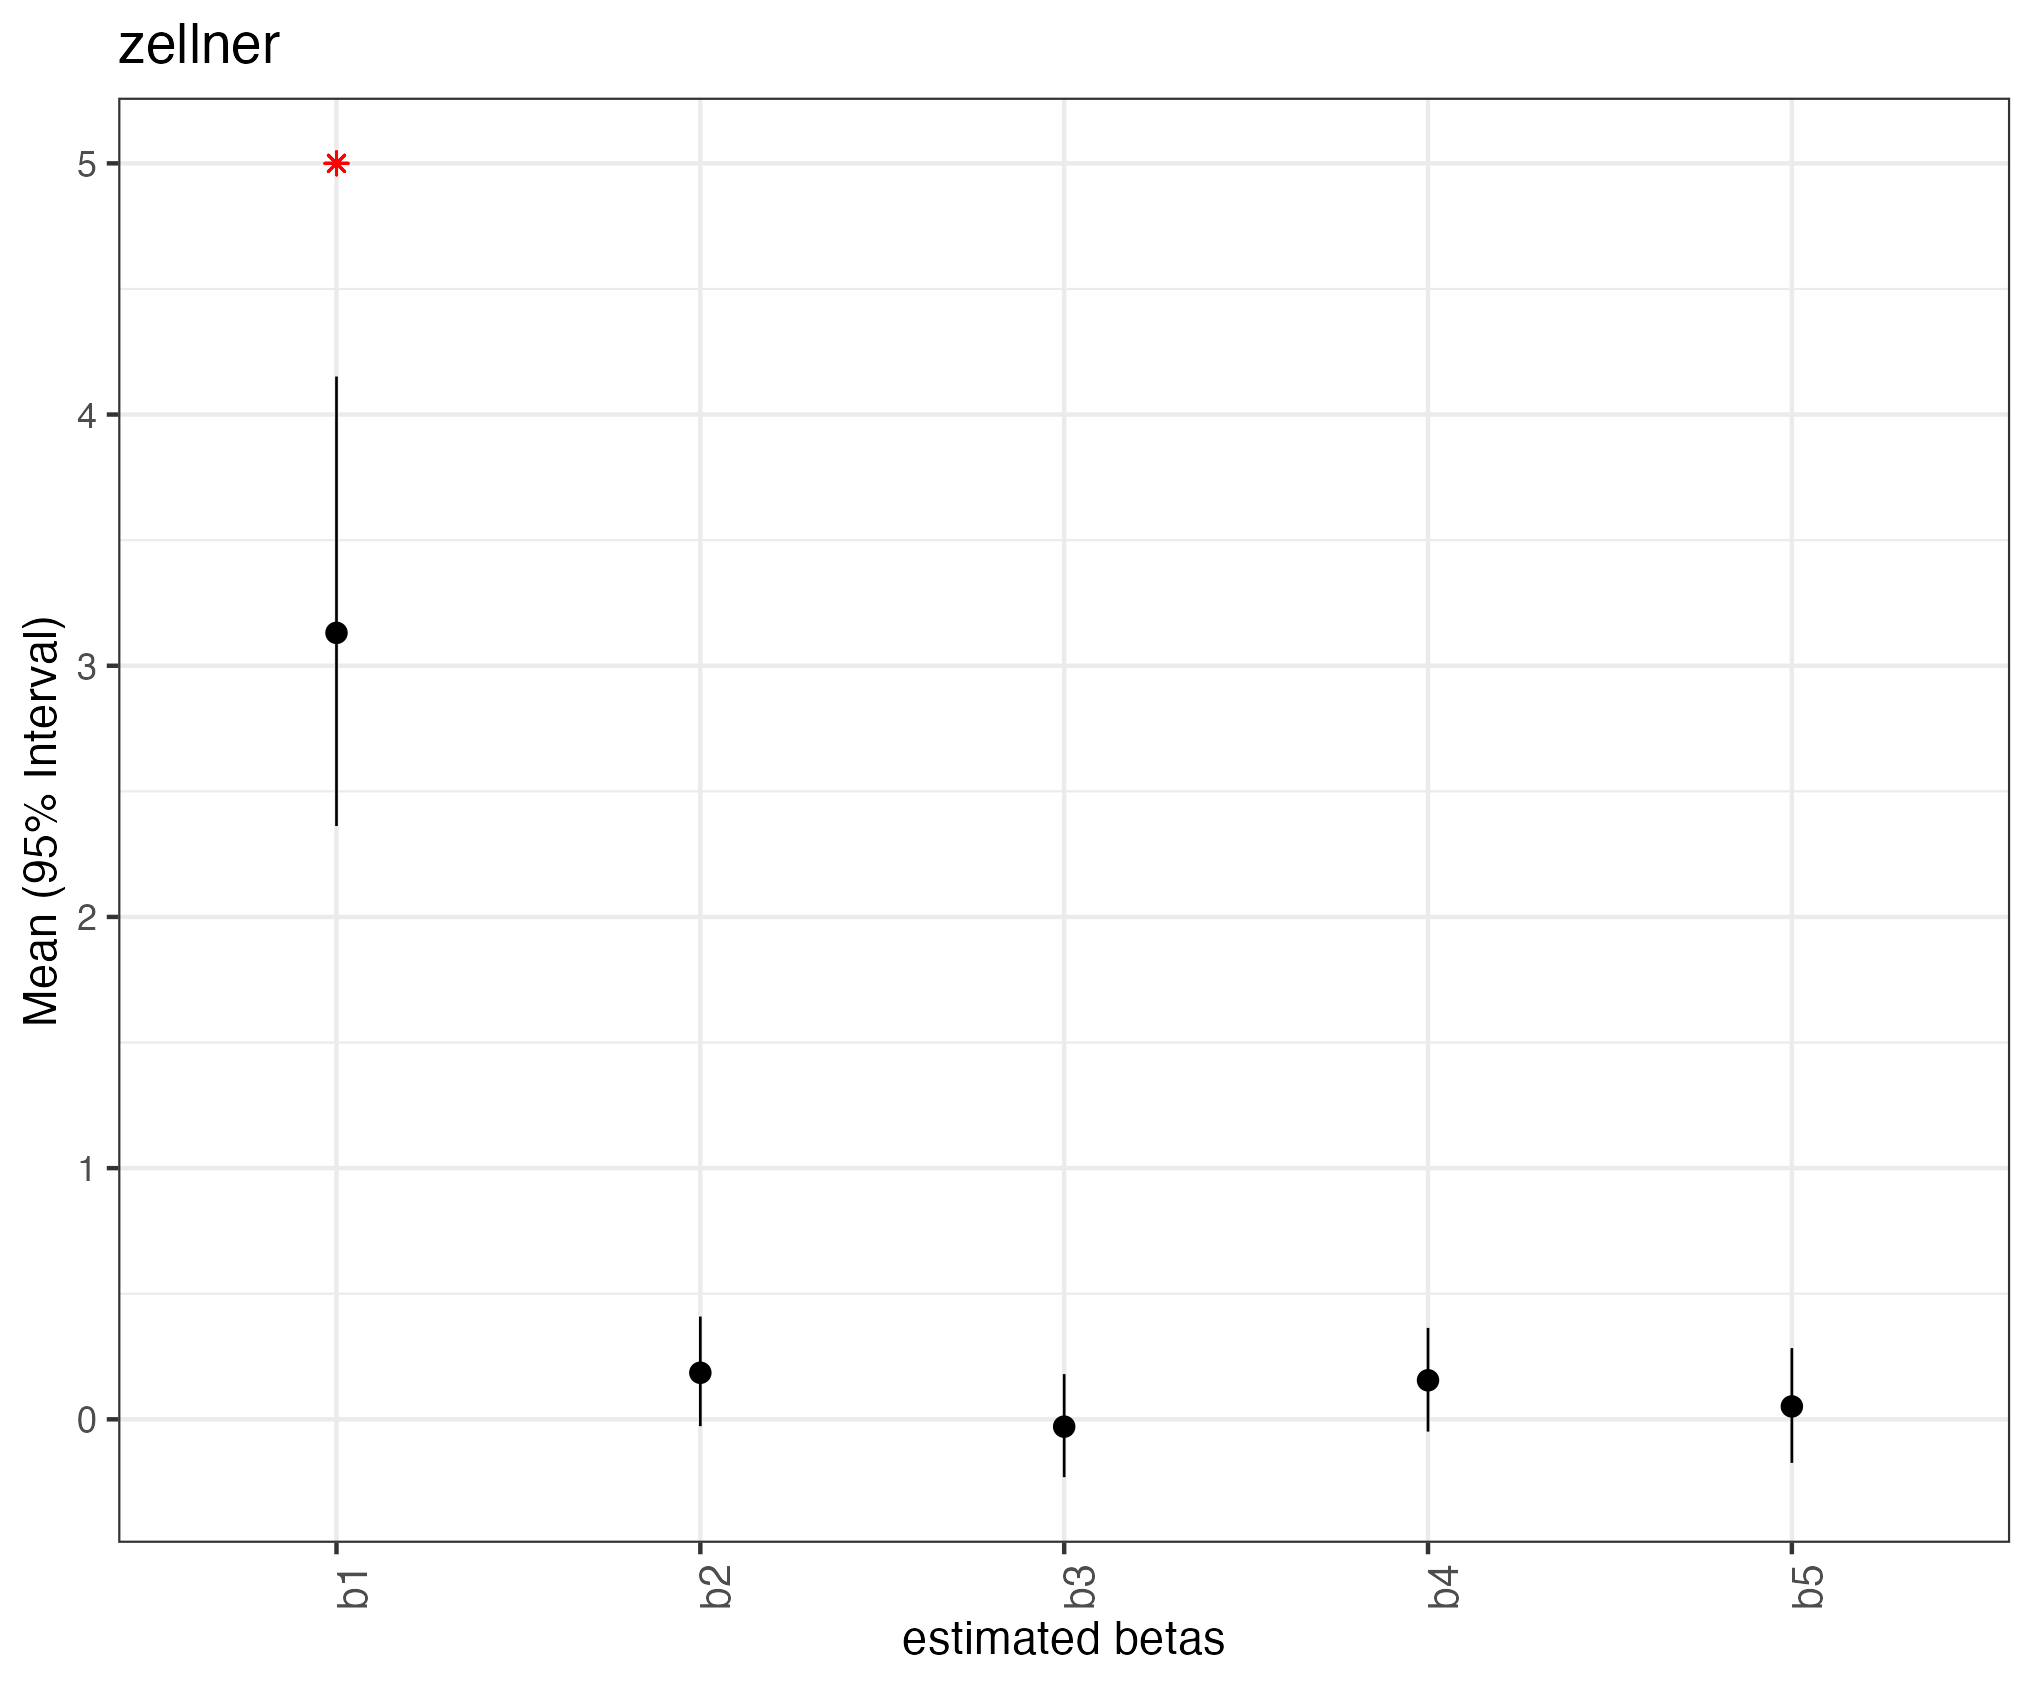 zellner
Mean (95% Interval)
5
4
3
2
1
0
b1
b2
b3
b4
b5
estimated betas